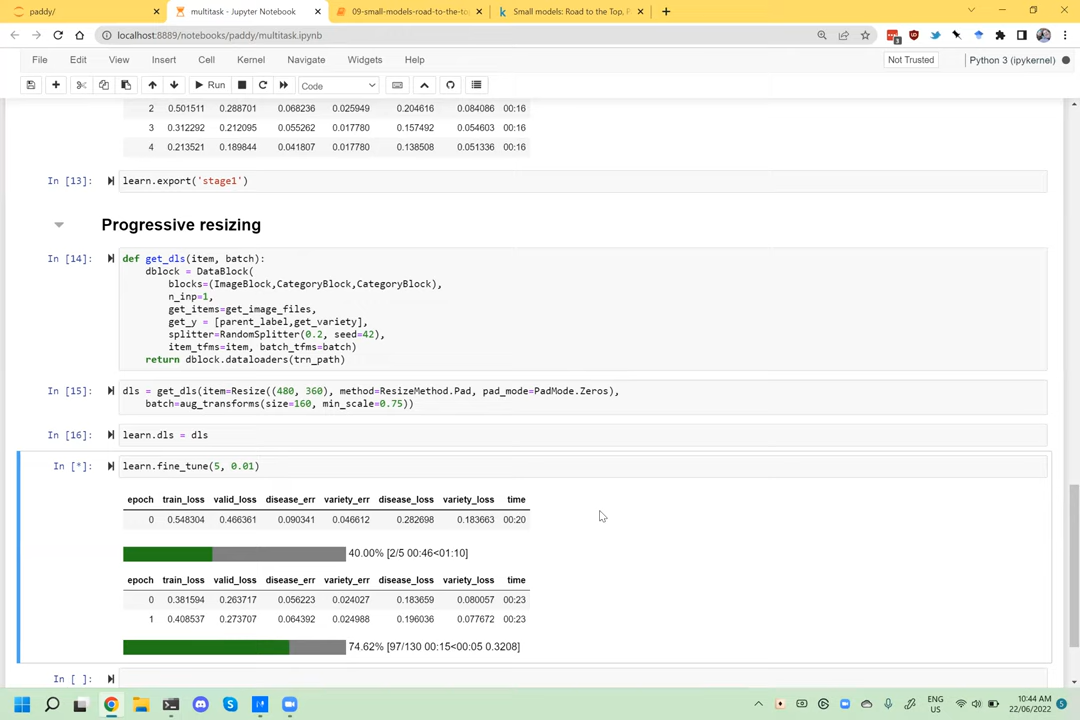 paddy/
multitask - Jupyter Notebook
09-small-models-road-to-the-to
Small models: Road to the Top, P
localhost:8889/notebooks/paddy/multitask.ipynb
File Edit View Insert Cell Kernel Navigate Widgets Help
Not Trusted
Python 3 (ipykernel)
Run
Code
2 0.501511 0.288701 0.068236 0.025949 0.204616 0.084086 00:16
3 0.312292 0.212095 0.055262 0.017780 0.157492 0.054603 00:16
4 0.213521 0.189844 0.041807 0.017780 0.138508 0.051336 00:16
In [13]: learn.export('stage1')
Progressive resizing
In [14]: def get_dls(item, batch):
dblock = DataBlock(
blocks=(ImageBlock,CategoryBlock,CategoryBlock),
n_inp=1,
get_items=get_image_files,
get_y = [parent_label,get_variety],
splitter=RandomSplitter(0.2, seed=42),
item_tfms=item, batch_tfms=batch)
return dblock.dataloaders(trn_path)
In [15]: dls = get_dls(item=Resize((480, 360), method=ResizeMethod.Pad, pad_mode=PadMode.Zeros),
batch=aug_transforms(size=160, min_scale=0.75))
In [16]: learn.dls = dls
In [*]: learn.fine_tune(5, 0.01)
epoch train_loss valid_loss disease_err variety_err disease_loss variety_loss time
0 0.548304 0.466361 0.090341 0.046612 0.282698 0.183663 00:20
40.00% [2/5 00:46<01:10]
epoch train_loss valid_loss disease_err variety_err disease_loss variety_loss time
0 0.381594 0.263717 0.056223 0.024027 0.183659 0.080057 00:23
1 0.408537 0.273707 0.064392 0.024988 0.196036 0.077672 00:23
74.62% [97/130 00:15<00:05 0.3208]
In [ ]:
ENG
US
10:44 AM
22/06/2022